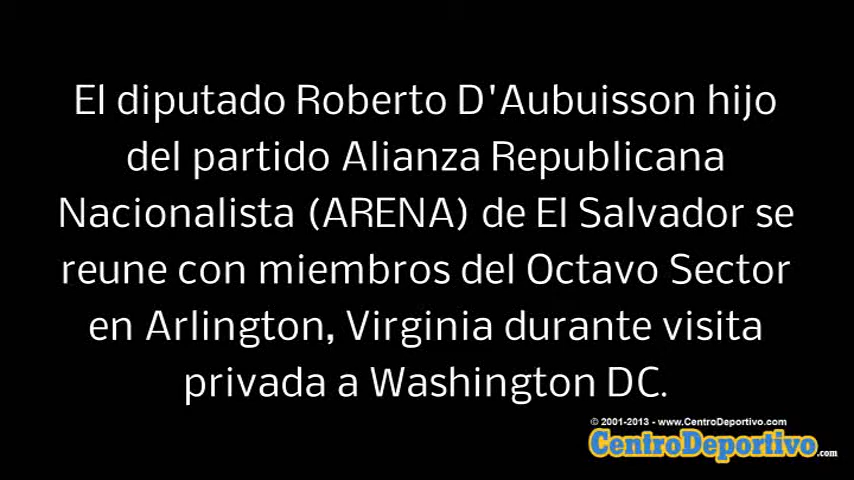 El diputado Roberto D'Aubuisson hijo
del partido Alianza Republicana
Nacionalista (ARENA) de El Salvador se
reune con miembros del Octavo Sector
en Arlington, Virginia durante visita
privada a Washington DC.
© 2001-2013 - www.CentroDeportivo.com
CentroDeportivo.com